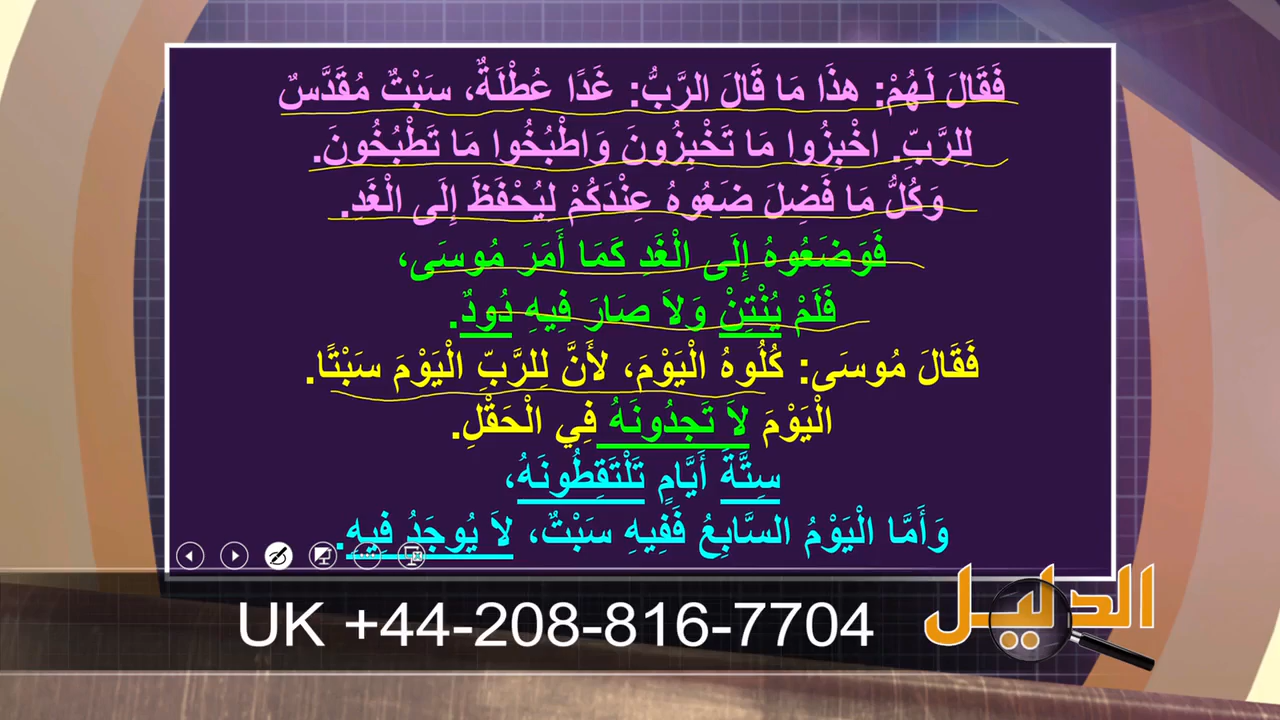 فَقَالَ لَهُمْ: هذَا مَا قَالَ الرَّبُّ: غَدًا عُطْلَةٌ، سَبْتٌ مُقَدَّسٌ
لِلرَّبِّ. اخْبِزُوا مَا تَخْبِزُونَ وَاطْبُخُوا مَا تَطْبُخُونَ.
وَكُلُّ مَا فَضِلَ ضَعُوهُ عِنْدَكُمْ لِيُحْفَظَ إِلَى الْغَدِ.
فَوَضَعُوهُ إِلَى الْغَدِ كَمَا أَمَرَ مُوسَى،
فَلَمْ يُنْتِنْ وَلاَ صَارَ فِيهِ دُودٌ.
فَقَالَ مُوسَى: كُلُوهُ الْيَوْمَ، لأَنَّ لِلرَّبِّ الْيَوْمَ سَبْتًا.
الْيَوْمَ لاَ تَجِدُونَهُ فِي الْحَقْلِ.
سِتَّةَ أَيَّامٍ تَلْتَقِطُونَهُ،
وَأَمَّا الْيَوْمُ السَّابِعُ فَفِيهِ سَبْتٌ، لاَ يُوجَدُ فِيهِ.
UK +44-208-816-7704
الدليل